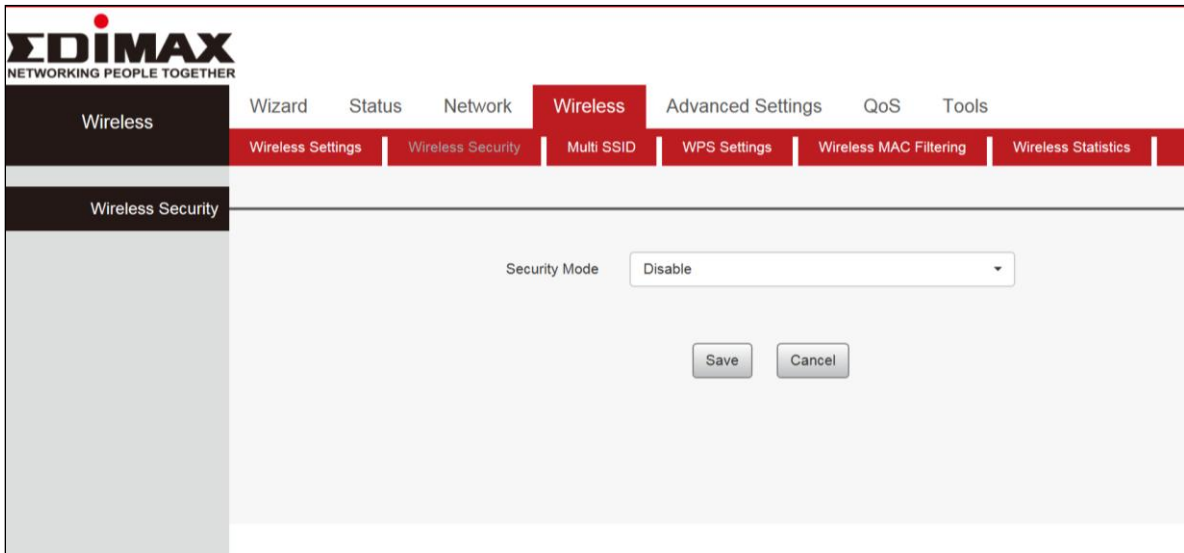 EDIMAX
NETWORKING PEOPLE TOGETHER
Wireless
Wizard Status Network Wireless Advanced Settings QoS Tools
Wireless Settings Wireless Security Multi SSID WPS Settings Wireless MAC Filtering Wireless Statistics
Wireless Security
Security Mode Disable
Save Cancel